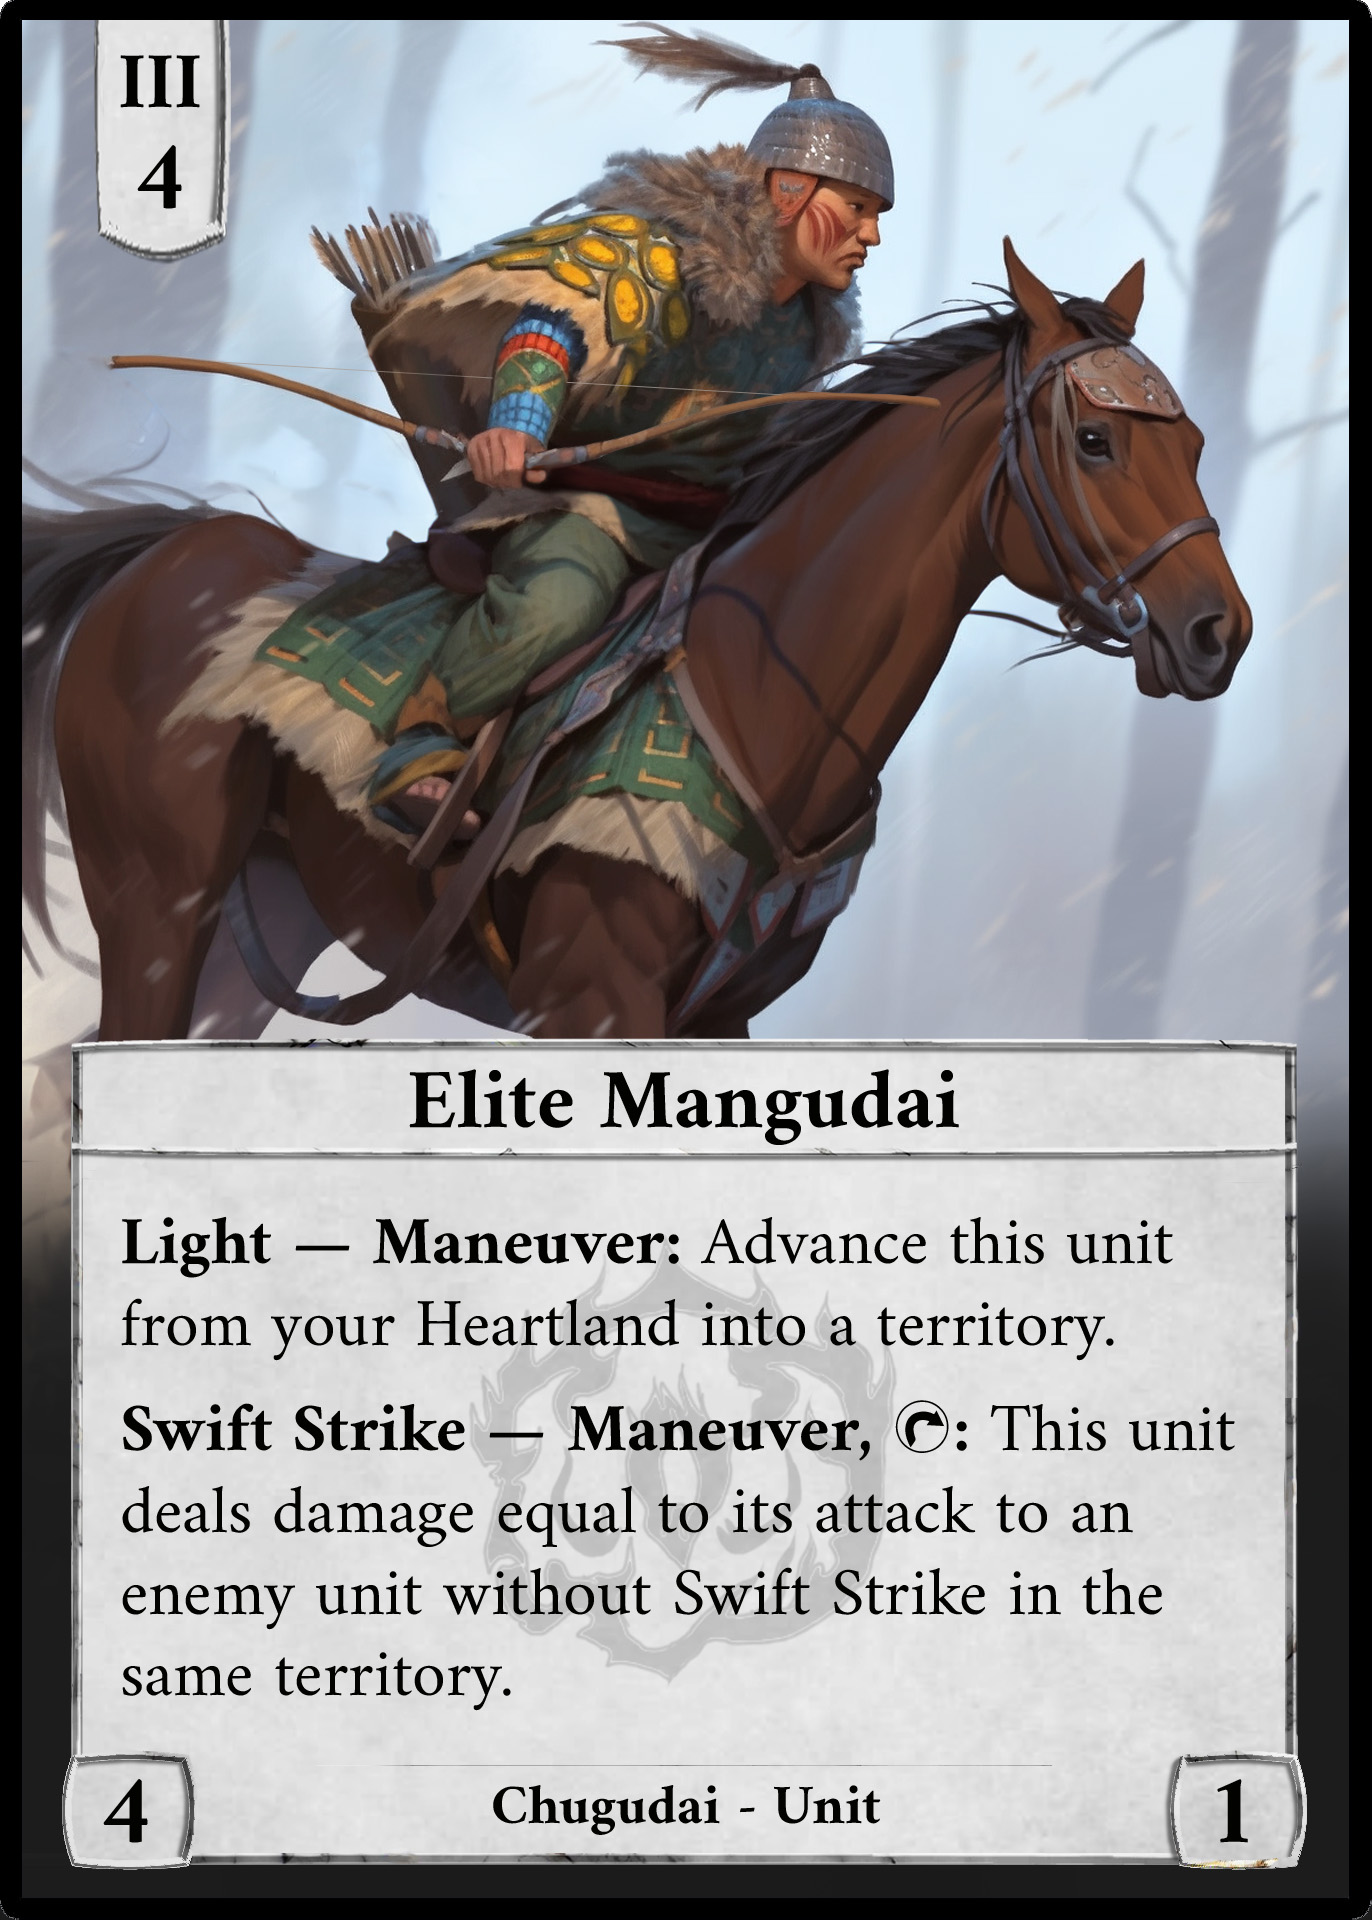 III
4
Elite Mangudai
Light — Maneuver: Advance this unit
from your Heartland into a territory.
Swift Strike — Maneuver, : This unit
deals damage equal to its attack to an
enemy unit without Swift Strike in the
same territory.
4
Chugudai - Unit
1